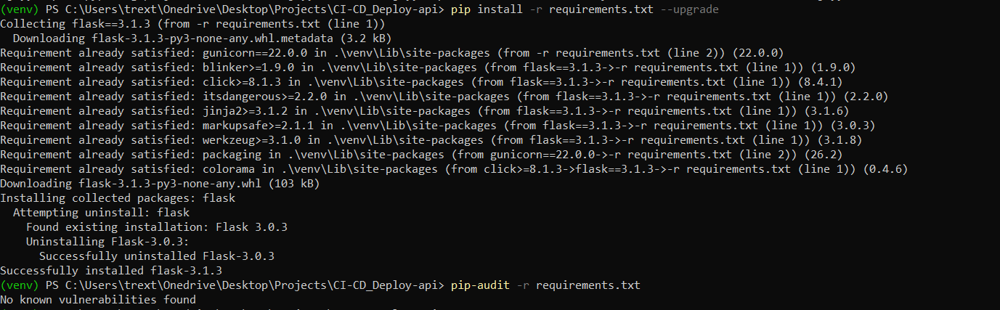 (venv) PS C:\Users\trext\Onedrive\Desktop\Projects\CI-CD_Deploy-api> pip install -r requirements.txt --upgrade
Collecting flask==3.1.3 (from -r requirements.txt (line 1))
  Downloading flask-3.1.3-py3-none-any.whl.metadata (3.2 kB)
Requirement already satisfied: gunicorn==22.0.0 in .\venv\Lib\site-packages (from -r requirements.txt (line 2)) (22.0.0)
Requirement already satisfied: blinker>=1.9.0 in .\venv\Lib\site-packages (from flask==3.1.3->-r requirements.txt (line 1)) (1.9.0)
Requirement already satisfied: click>=8.1.3 in .\venv\Lib\site-packages (from flask==3.1.3->-r requirements.txt (line 1)) (8.4.1)
Requirement already satisfied: itsdangerous>=2.2.0 in .\venv\Lib\site-packages (from flask==3.1.3->-r requirements.txt (line 1)) (2.2.0)
Requirement already satisfied: jinja2>=3.1.2 in .\venv\Lib\site-packages (from flask==3.1.3->-r requirements.txt (line 1)) (3.1.6)
Requirement already satisfied: markupsafe>=2.1.1 in .\venv\Lib\site-packages (from flask==3.1.3->-r requirements.txt (line 1)) (3.0.3)
Requirement already satisfied: werkzeug>=3.1.0 in .\venv\Lib\site-packages (from flask==3.1.3->-r requirements.txt (line 1)) (3.1.8)
Requirement already satisfied: packaging in .\venv\Lib\site-packages (from gunicorn==22.0.0->-r requirements.txt (line 2)) (26.2)
Requirement already satisfied: colorama in .\venv\Lib\site-packages (from click>=8.1.3->flask==3.1.3->-r requirements.txt (line 1)) (0.4.6)
Downloading flask-3.1.3-py3-none-any.whl (103 kB)
Installing collected packages: flask
  Attempting uninstall: flask
    Found existing installation: Flask 3.0.3
    Uninstalling Flask-3.0.3:
      Successfully uninstalled Flask-3.0.3
Successfully installed flask-3.1.3
(venv) PS C:\Users\trext\Onedrive\Desktop\Projects\CI-CD_Deploy-api> pip-audit -r requirements.txt
No known vulnerabilities found